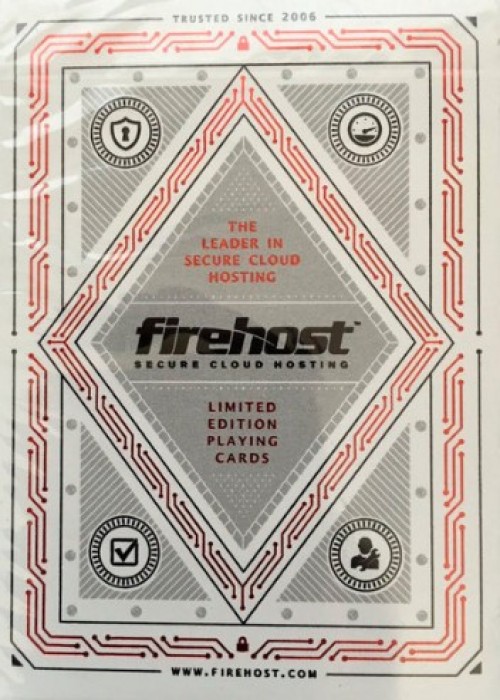 TRUSTED SINCE 2006
THE
LEADER IN
SECURE CLOUD
HOSTING
firehost™
SECURE CLOUD HOSTING
LIMITED
EDITION
PLAYING
CARDS
WWW.FIREHOST.COM